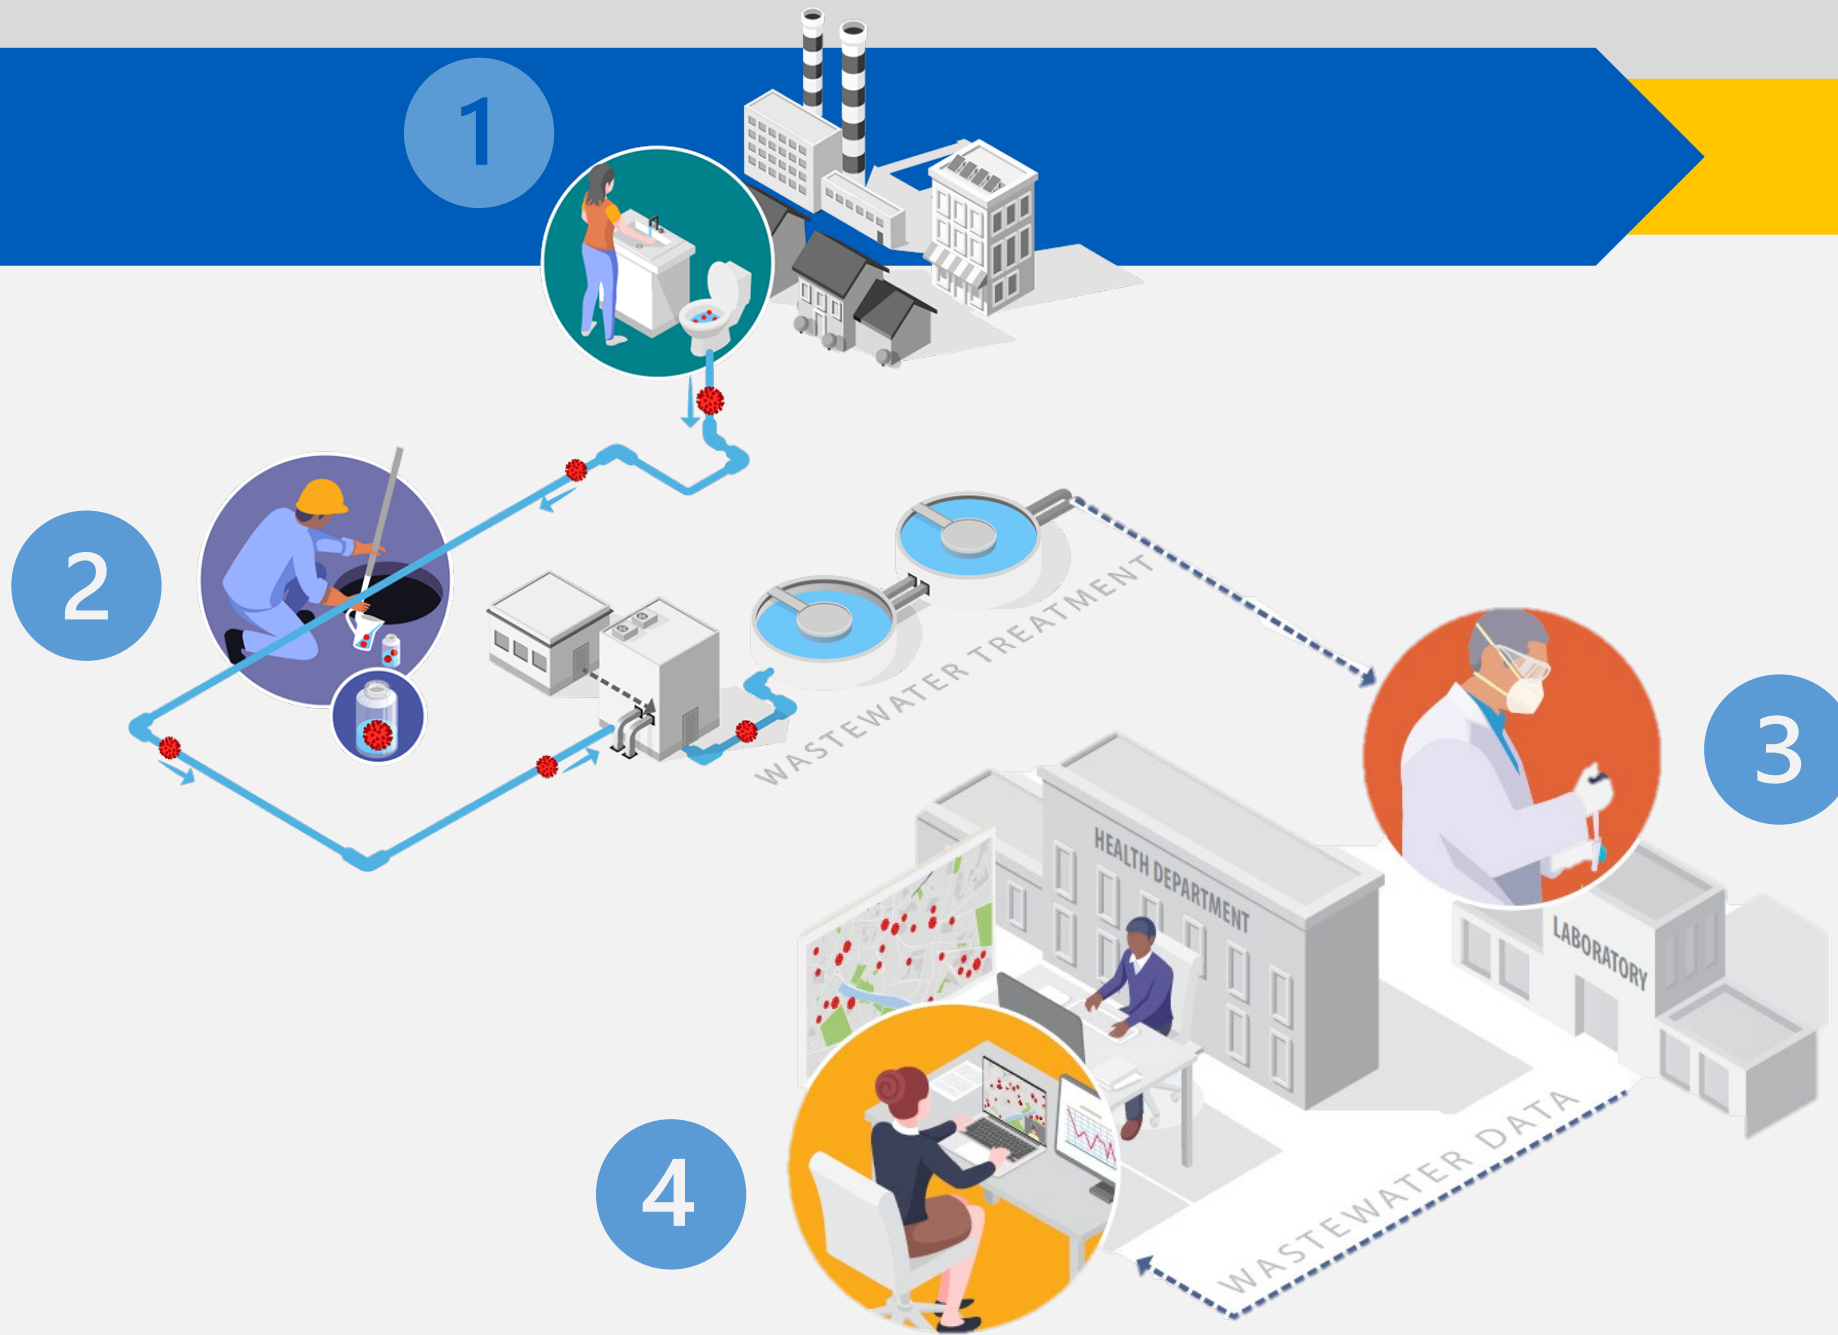 1
2
WASTEWATER TREATMENT
3
HEALTH DEPARTMENT
LABORATORY
4
WASTEWATER DATA